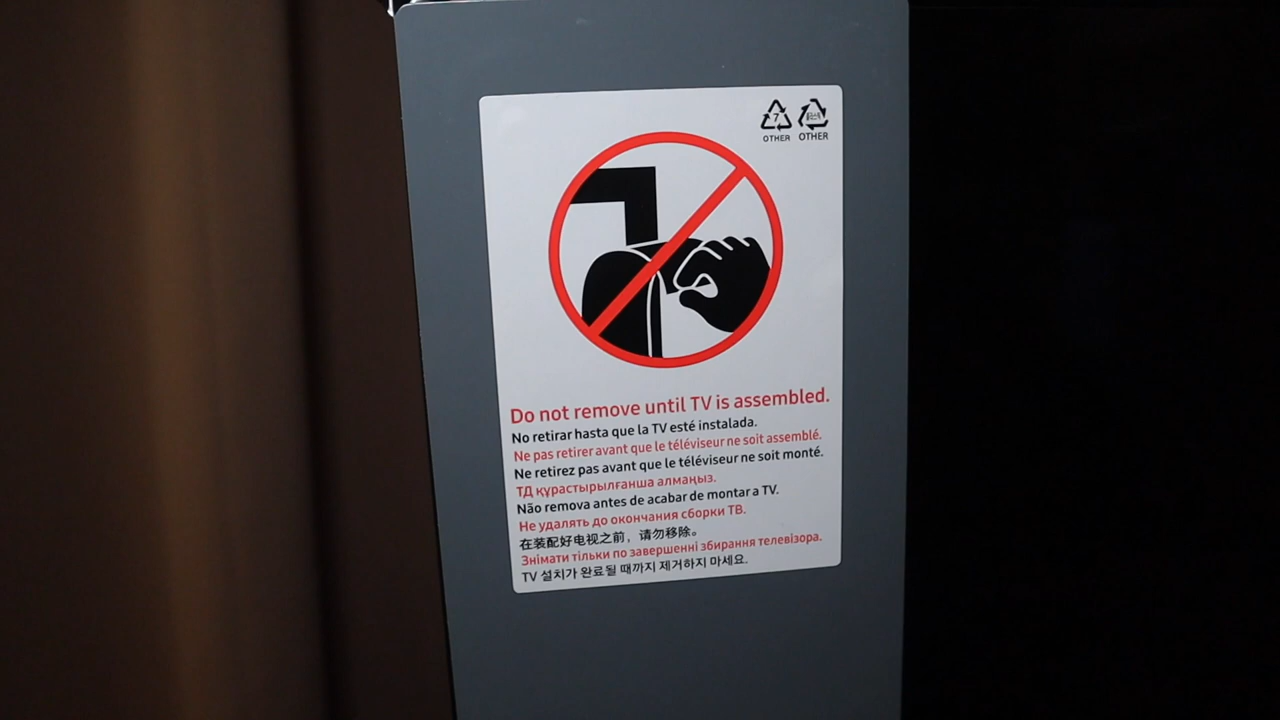 7
OTHER OTHER
Do not remove until TV is assembled.
No retirar hasta que la TV esté instalada.
Ne pas retirer avant que le téléviseur ne soit assemblé.
Ne retirez pas avant que le téléviseur ne soit monté.
ТД құрастырылғанша алмаңыз.
Não remova antes de acabar de montar a TV.
Не удалять до окончания сборки ТВ.
在装配好电视之前，请勿移除。
Знімати тільки по завершенні збирання телевізора.
TV 설치가 완료될 때까지 제거하지 마세요.